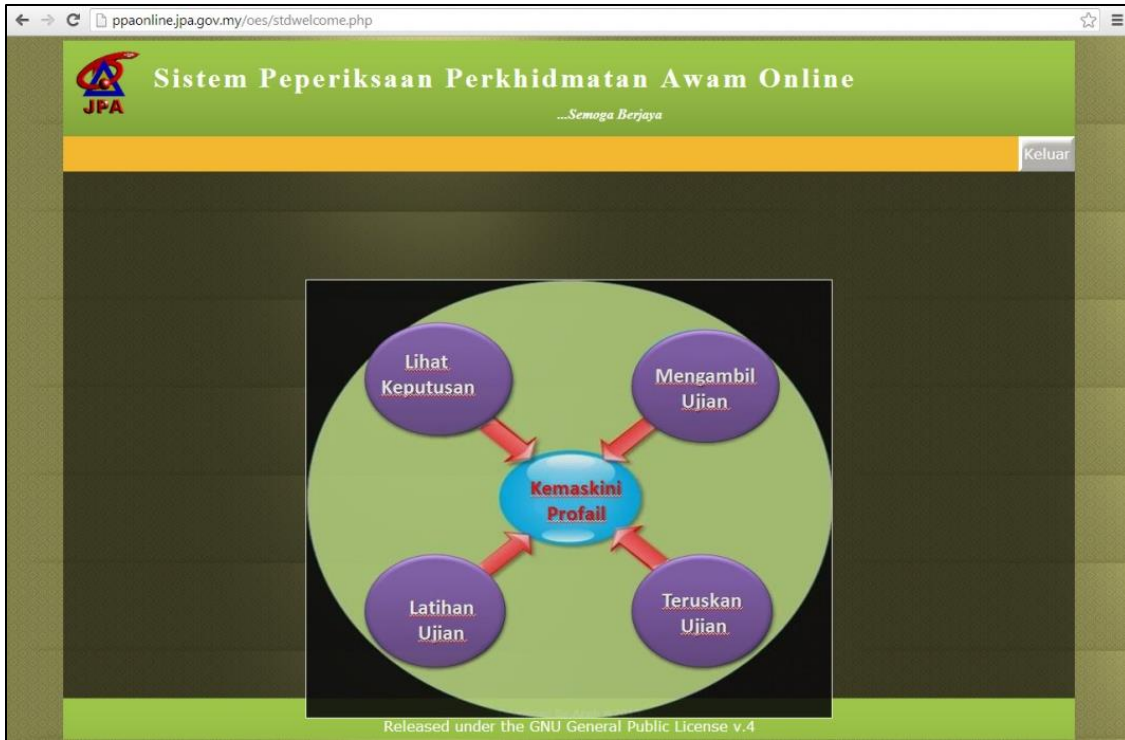 ppaonline.jpa.gov.my/oes/stdwelcome.php
JPA
Sistem Peperiksaan Perkhidmatan Awam Online
...Semoga Berjaya
Keluar
Lihat
Keputusan
Mengambil
Ujian
Kemaskini
Profail
Latihan
Ujian
Teruskan
Ujian
Released under the GNU General Public License v.4